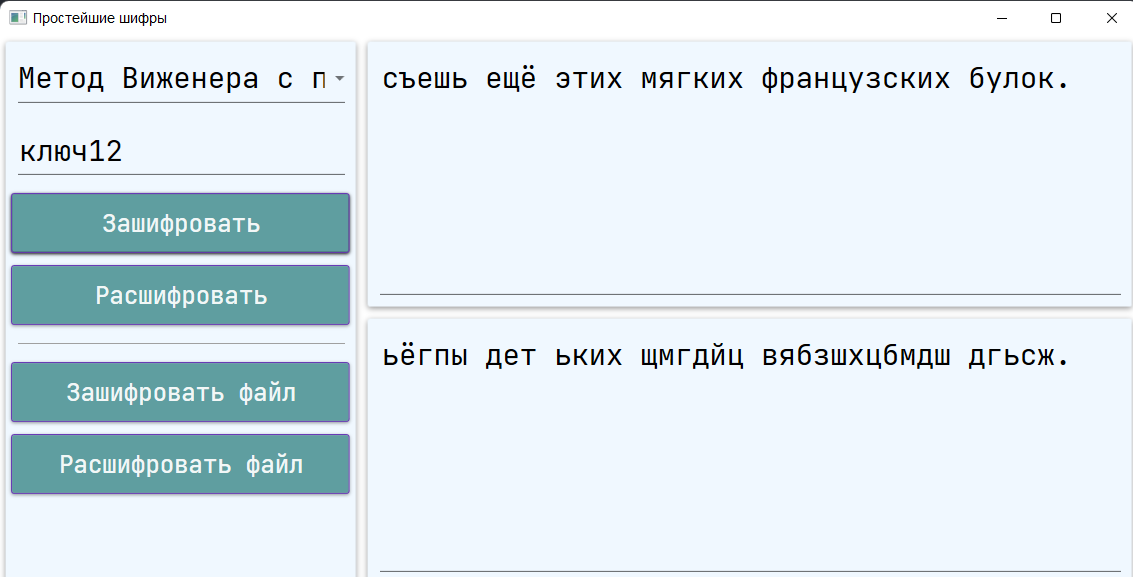 Простейшие шифры
Метод Виженера с п
ключ12
Зашифровать
Расшифровать
Зашифровать файл
Расшифровать файл
съешь ещё этих мягких французских булок.
ьёгпы дет ьких щмгдйц вябзшхцбмдш дгьсж.